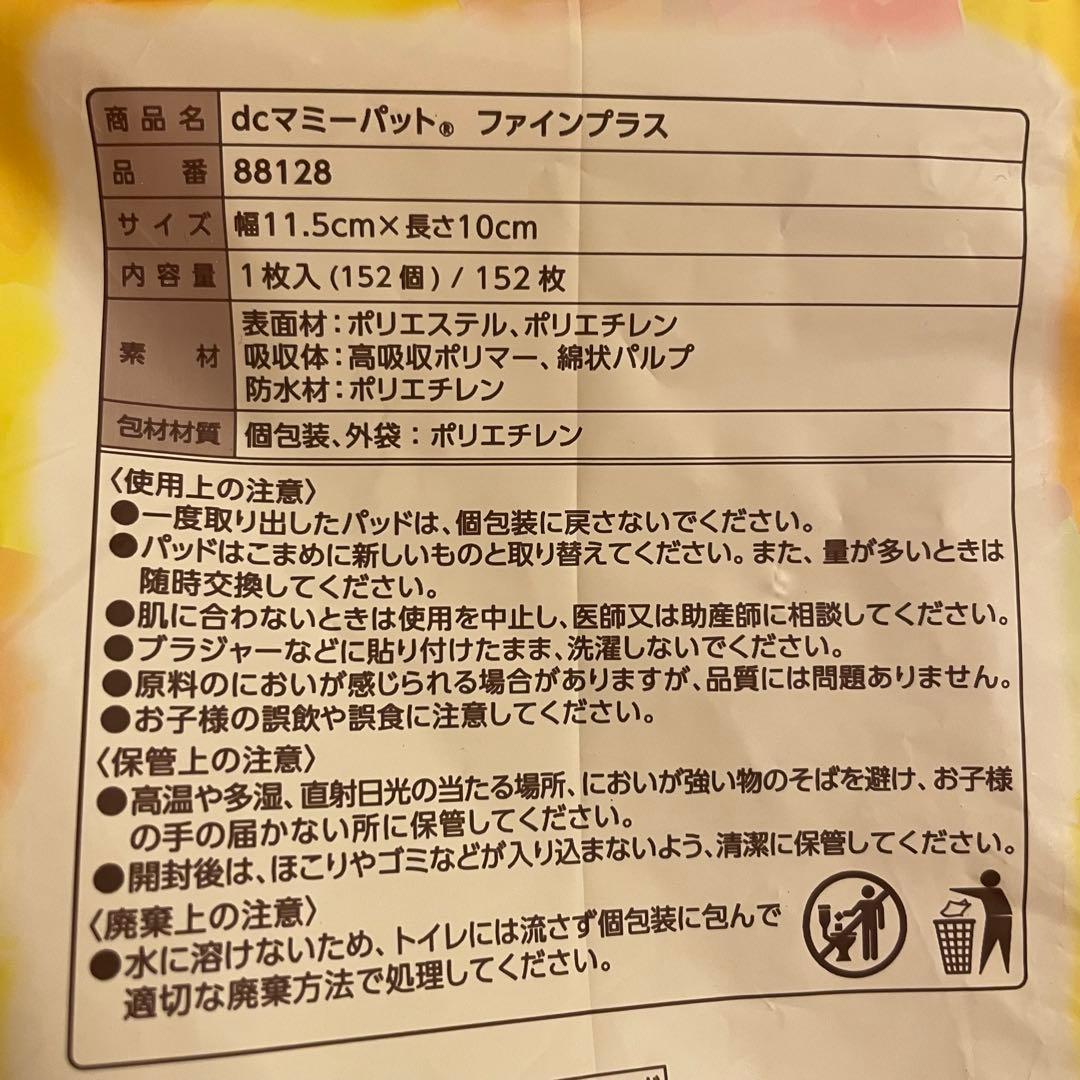 商品名 dcマミーパット® ファインプラス
品番 88128
サイズ 幅11.5cm×長さ10cm
内容量 1枚入(152個)/152枚
素材 表面材：ポリエステル、ポリエチレン
吸収体：高吸収ポリマー、綿状パルプ
防水材：ポリエチレン
包材材質 個包装、外袋：ポリエチレン
〈使用上の注意〉
●一度取り出したパッドは、個包装に戻さないでください。
●パッドはこまめに新しいものと取り替えてください。また、量が多いときは
随時交換してください。
●肌に合わないときは使用を中止し、医師又は助産師に相談してください。
●ブラジャーなどに貼り付けたまま、洗濯しないでください。
●原料のにおいが感じられる場合がありますが、品質には問題ありません。
●お子様の誤飲や誤食に注意してください。
〈保管上の注意〉
●高温や多湿、直射日光の当たる場所、においが強い物のそばを避け、お子様
の手の届かない所に保管してください。
●開封後は、ほこりやゴミなどが入り込まないよう、清潔に保管してください。
〈廃棄上の注意〉
●水に溶けないため、トイレには流さず個包装に包んで
適切な廃棄方法で処理してください。